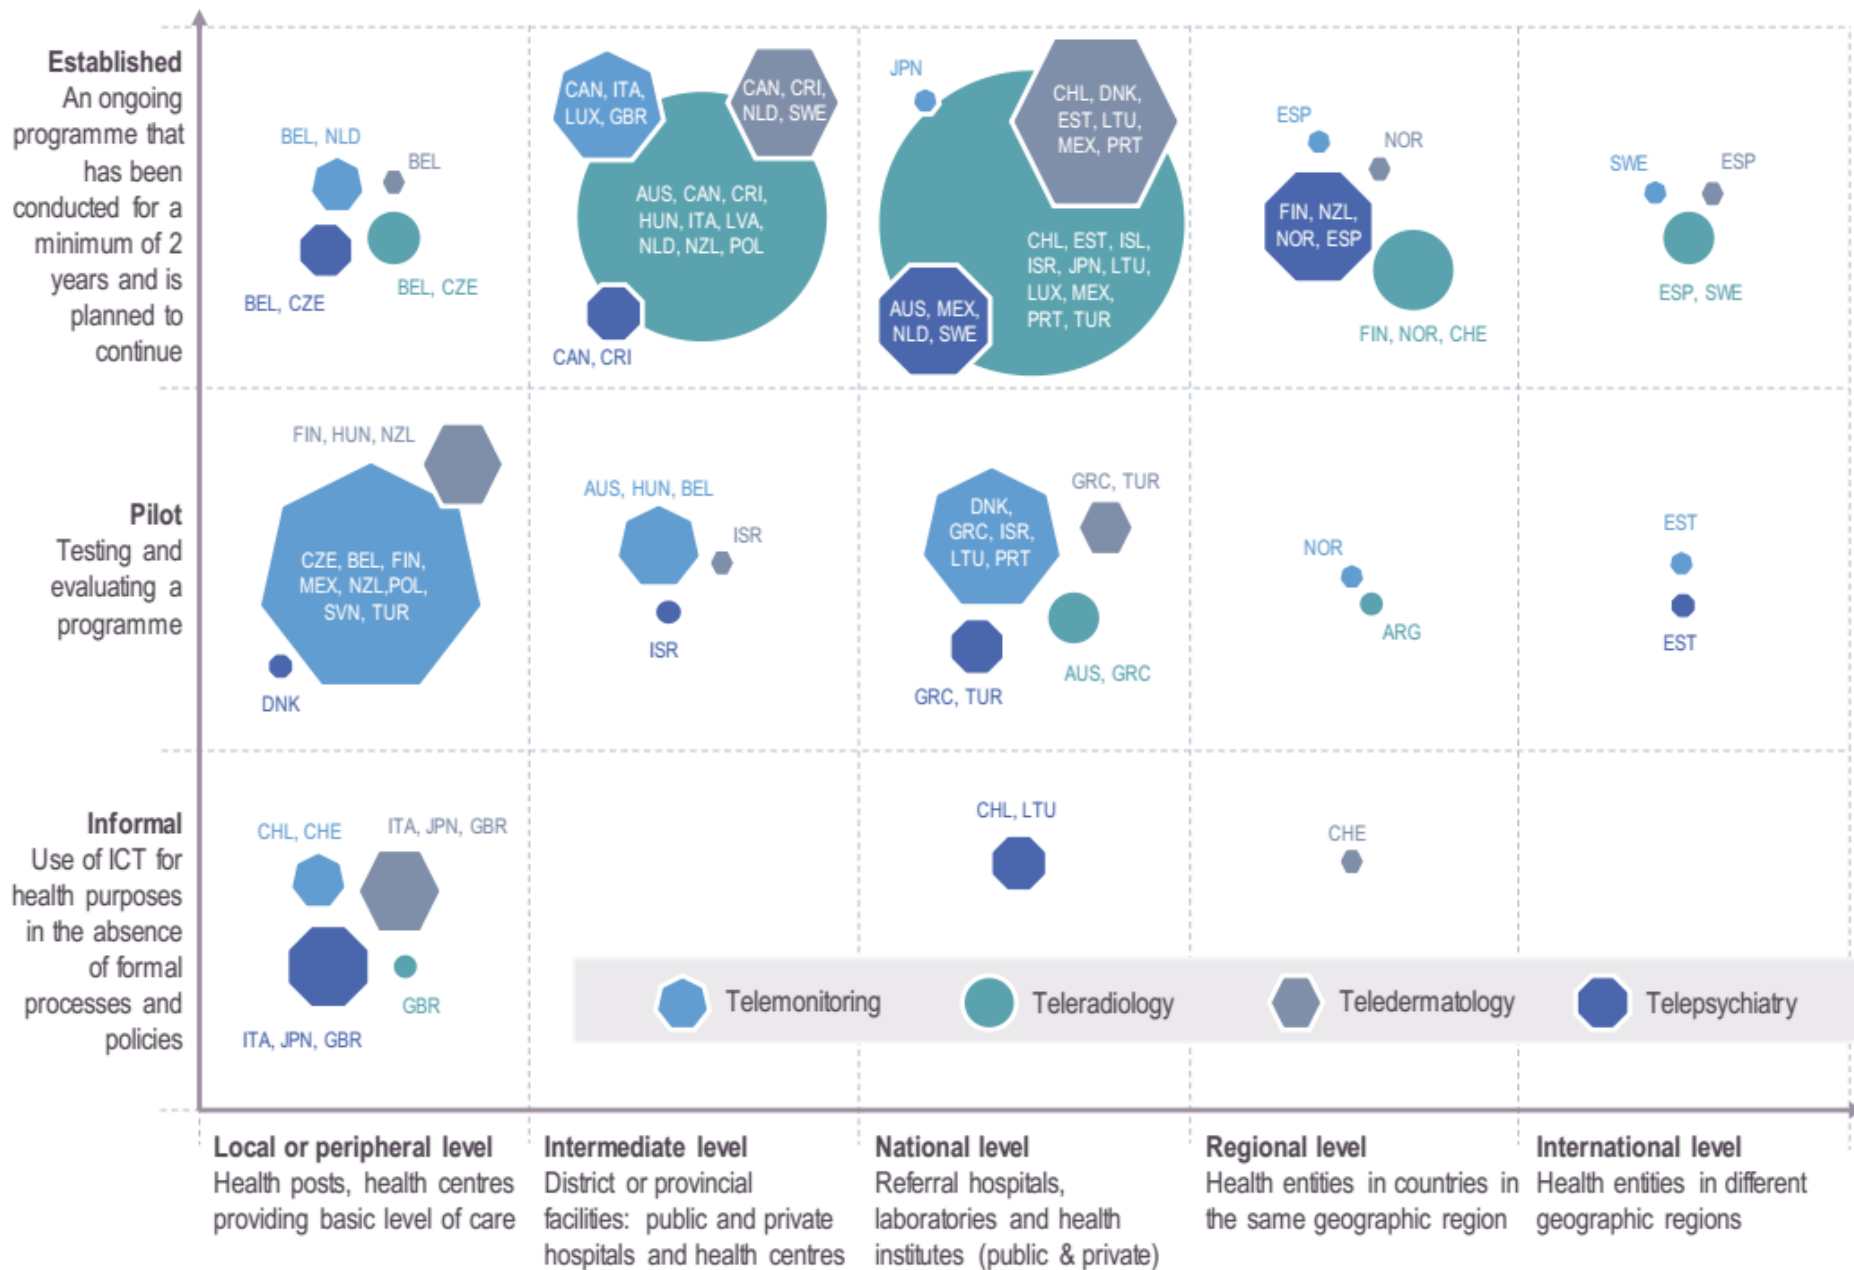 Established
An ongoing
programme that
has been
conducted for a
minimum of 2
years and is
planned to
continue
BEL, NLD
BEL
BEL, CZE
BEL, CZE
CAN, ITA,
LUX, GBR
CAN, CRI,
NLD, SWE
AUS, CAN, CRI,
HUN, ITA, LVA,
NLD, NZL, POL
CAN, CRI
JPN
CHL, DNK,
EST, LTU,
MEX, PRT
CHL, EST, ISL,
ISR, JPN, LTU,
LUX, MEX,
PRT, TUR
AUS, MEX,
NLD, SWE
ESP
NOR
FIN, NZL,
NOR, ESP
FIN, NOR, CHE
SWE
ESP
ESP, SWE
Pilot
Testing and
evaluating a
programme
FIN, HUN, NZL
CZE, BEL, FIN,
MEX, NZL,POL,
SVN, TUR
DNK
AUS, HUN, BEL
ISR
ISR
DNK,
GRC, ISR,
LTU, PRT
GRC, TUR
GRC, TUR
AUS, GRC
NOR
ARG
EST
EST
Informal
Use of ICT for
health purposes
in the absence
of formal
processes and
policies
CHL, CHE
ITA, JPN, GBR
ITA, JPN, GBR
GBR
CHL, LTU
CHE
Telemonitoring
Teleradiology
Teledermatology
Telepsychiatry
Local or peripheral level
Health posts, health centres
providing basic level of care
Intermediate level
District or provincial
facilities: public and private
hospitals and health centres
National level
Referral hospitals,
laboratories and health
institutes (public & private)
Regional level
Health entities in countries in
the same geographic region
International level
Health entities in different
geographic regions